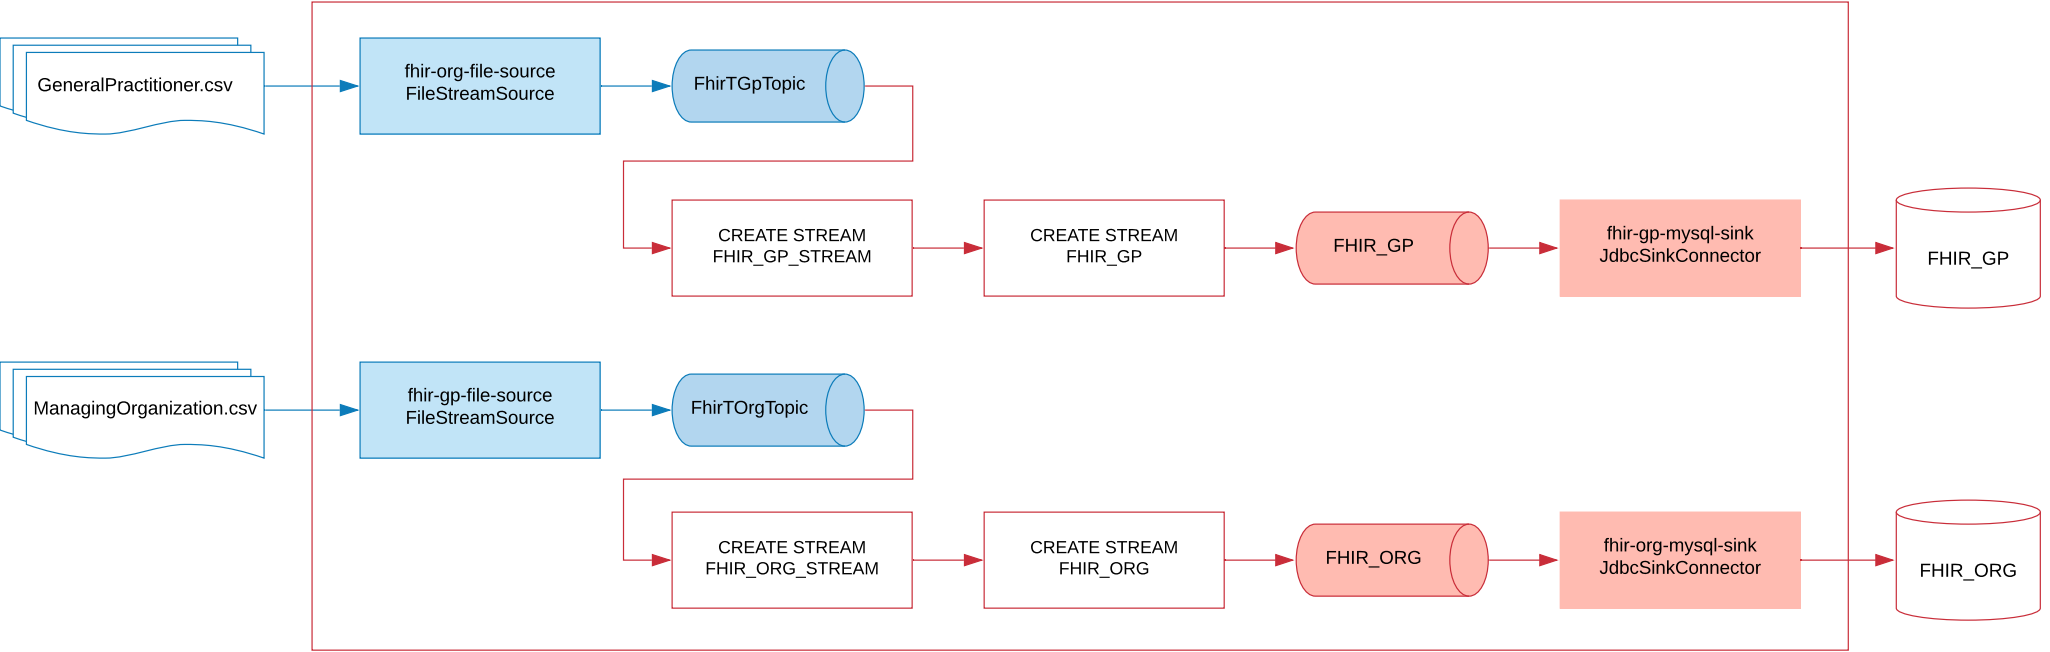 GeneralPractitioner.csv
fhir-org-file-source
FileStreamSource
FhirTGpTopic
CREATE STREAM
FHIR_GP_STREAM
CREATE STREAM
FHIR_GP
FHIR_GP
fhir-gp-mysql-sink
JdbcSinkConnector
FHIR_GP
ManagingOrganization.csv
fhir-gp-file-source
FileStreamSource
FhirTOrgTopic
CREATE STREAM
FHIR_ORG_STREAM
CREATE STREAM
FHIR_ORG
FHIR_ORG
fhir-org-mysql-sink
JdbcSinkConnector
FHIR_ORG